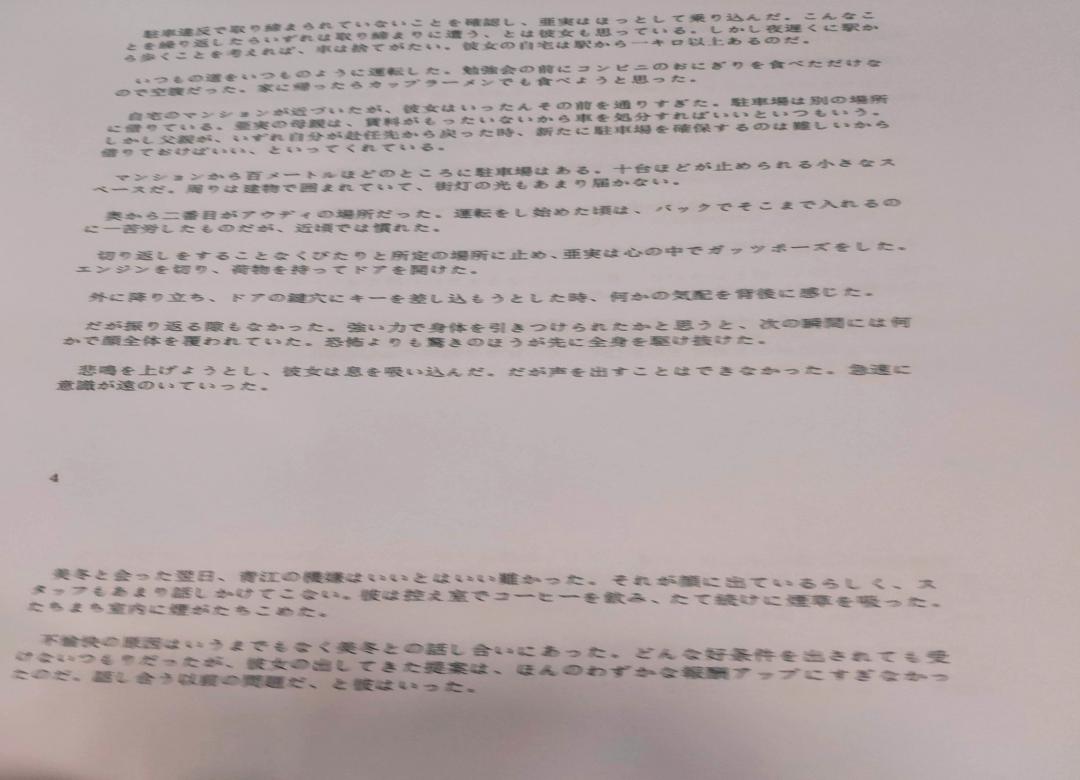 駐車違反で取り締まられていないことを確認し、亜実はほっとして乗り込んだ。こんなこ
とを繰り返したらいずれは取り締まりに遭う、とは彼女も思っている。しかし夜遅くに駅か
ら歩くことを考えれば、車は捨てがたい。彼女の自宅は駅から一キロ以上あるのだ。
いつもの道をいつものように運転した。勉強会の前にコンビニのおにぎりを食べただけな
ので空腹だった。家に帰ったらカップラーメンでも食べようと思った。
自宅のマンションが近づいたが、彼女はいったんその前を通りすぎた。駐車場は別の場所
に借りている。亜実の母親は、賃料がもったいないから車を処分すればいいといつもいう。
しかし父親が、いずれ自分が赴任先から戻った時、新たに駐車場を確保するのは難しいから
借りておけばいい、といってくれている。
マンションから百メートルほどのところに駐車場はある。十台ほどが止められる小さなス
ペースだ。周りは建物で囲まれていて、街灯の光もあまり届かない。
奥から二番目がアウディの場所だった。運転をし始めた頃は、バックでそこまで入れるの
に一苦労したものだが、近頃では慣れた。
切り返しをすることなくぴたりと所定の場所に止め、亜実は心の中でガッツポーズをした。
エンジンを切り、荷物を持ってドアを開けた。
外に降り立ち、ドアの鍵穴にキーを差し込もうとした時、何かの気配を背後に感じた。
だが振り返る隙もなかった。強い力で身体を引きつけられたかと思うと、次の瞬間には何
かで顔全体を覆われていた。恐怖よりも驚きのほうが先に全身を駆け抜けた。
悲鳴を上げようとし、彼女は息を吸い込んだ。だが声を出すことはできなかった。急速に
意識が遠のいていった。
4
美冬と会った翌日、青江の機嫌はいいとはいい難かった。それが顔に出ているらしく、ス
タッフもあまり話しかけてこない。彼は控え室でコーヒーを飲み、たて続けに煙草を吸った。
たちまち室内に煙がたちこめた。
不愉快の原因はいうまでもなく美冬との話し合いにあった。どんな好条件を出されても受
けないつもりだったが、彼女の出してきた提案は、ほんのわずかな報酬アップにすぎなかっ
たのだ。話し合う以前の問題だ、と彼はいった。